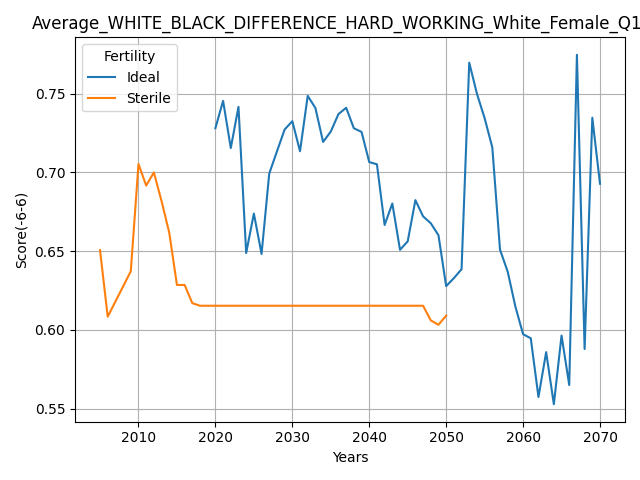 Average_WHITE_BLACK_DIFFERENCE_HARD_WORKING_White_Female_Q1
Fertility
Ideal
Sterile
0.75
0.70
0.65
0.60
0.55
Score(-6-6)
2010 2020 2030 2040 2050 2060 2070
Years